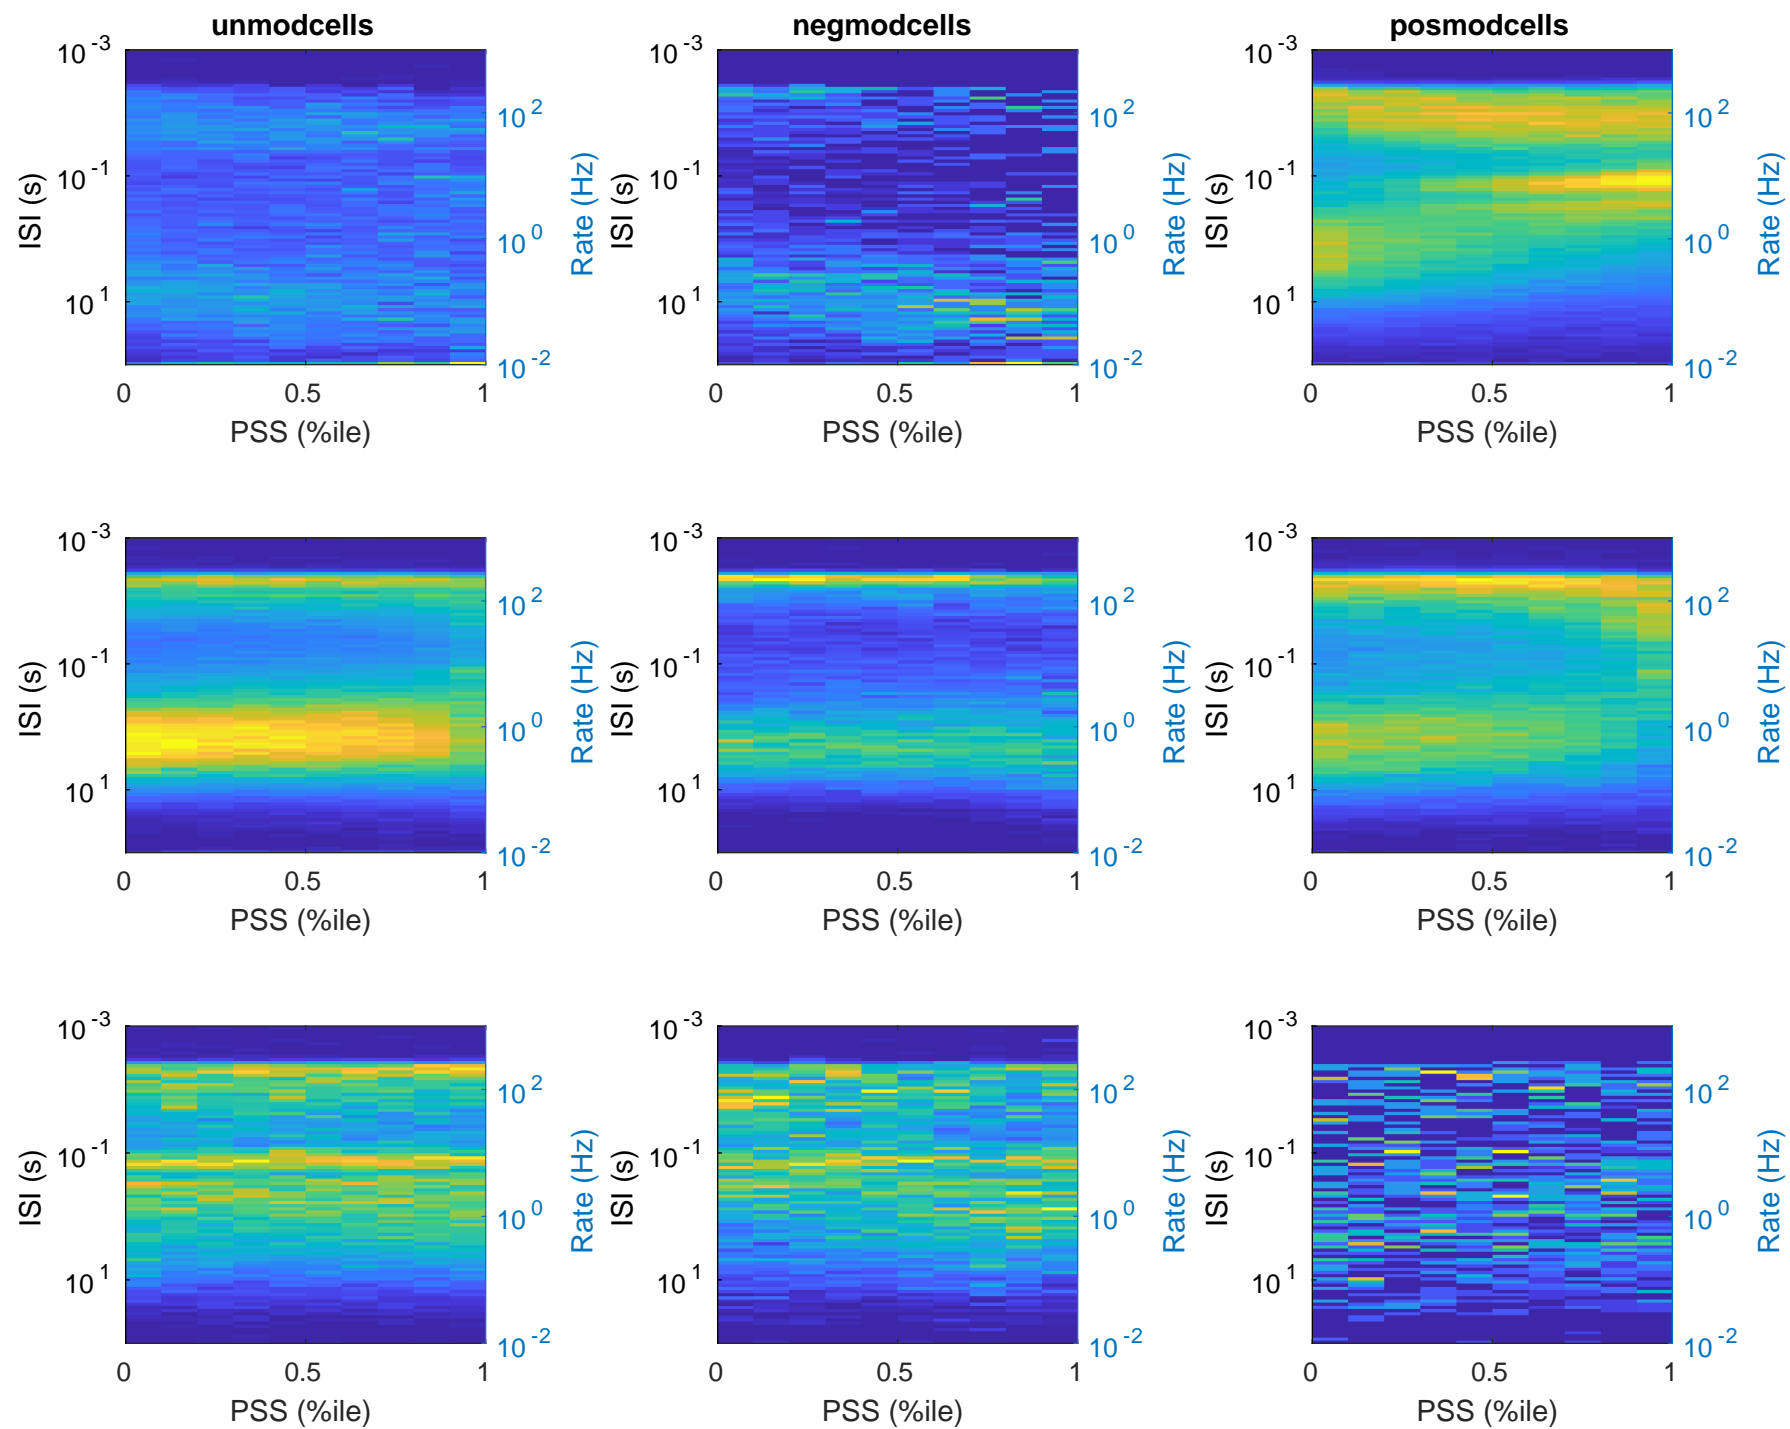 unmodcells negmodcells posmodcells
10^-3 10^-3 10^-3
10^2 10^2 10^2
10^-1 10^-1 10^-1
ISI (s) Rate (Hz) ISI (s) Rate (Hz) ISI (s) Rate (Hz)
10^0 10^0 10^0
10^1 10^1 10^1
10^-2 10^-2 10^-2
0 0.5 1 0 0.5 1 0 0.5 1
PSS (%ile) PSS (%ile) PSS (%ile)
10^-3 10^-3 10^-3
10^2 10^2 10^2
10^-1 10^-1 10^-1
ISI (s) Rate (Hz) ISI (s) Rate (Hz) ISI (s) Rate (Hz)
10^0 10^0 10^0
10^1 10^1 10^1
10^-2 10^-2 10^-2
0 0.5 1 0 0.5 1 0 0.5 1
PSS (%ile) PSS (%ile) PSS (%ile)
10^-3 10^-3 10^-3
10^2 10^2 10^2
10^-1 10^-1 10^-1
ISI (s) Rate (Hz) ISI (s) Rate (Hz) ISI (s) Rate (Hz)
10^0 10^0 10^0
10^1 10^1 10^1
10^-2 10^-2 10^-2
0 0.5 1 0 0.5 1 0 0.5 1
PSS (%ile) PSS (%ile) PSS (%ile)